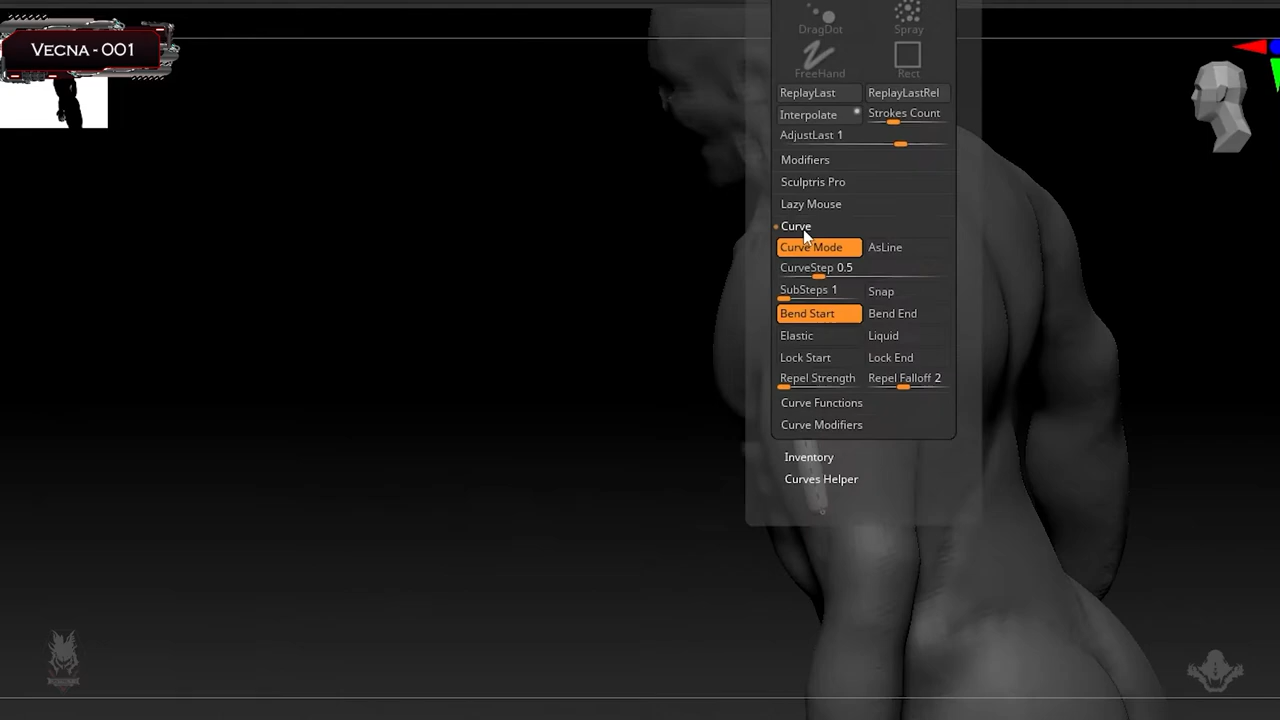 VECNA - 001
DragDot Spray
FreeHand Rect
ReplayLast ReplayLastRel
Interpolate Strokes Count
AdjustLast 1
Modifiers
Sculptris Pro
Lazy Mouse
Curve
Curve Mode AsLine
CurveStep 0.5
SubSteps 1 Snap
Bend Start Bend End
Elastic Liquid
Lock Start Lock End
Repel Strength Repel Falloff 2
Curve Functions
Curve Modifiers
Inventory
Curves Helper